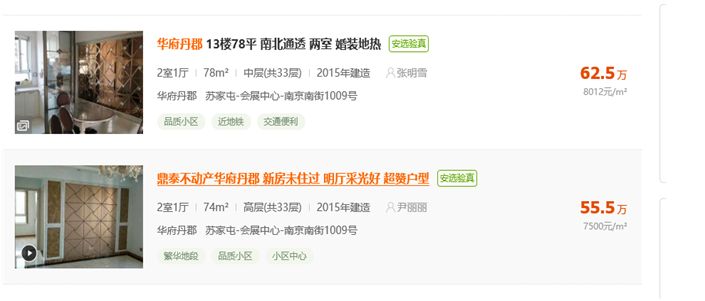 华府丹郡 13楼78平 南北通透 两室 婚装地热 安选验真
2室1厅 | 78m² | 中层(共33层) | 2015年建造 张明雪
62.5万
华府丹郡 苏家屯-会展中心-南京南街1009号
8012元/m²
品质小区 近地铁 交通便利
鼎泰不动产华府丹郡 新房未住过 明厅采光好 超赞户型 安选验真
2室1厅 | 74m² | 高层(共33层) | 2015年建造 尹丽丽
55.5万
华府丹郡 苏家屯-会展中心-南京南街1009号
7500元/m²
繁华地段 品质小区 小区中心